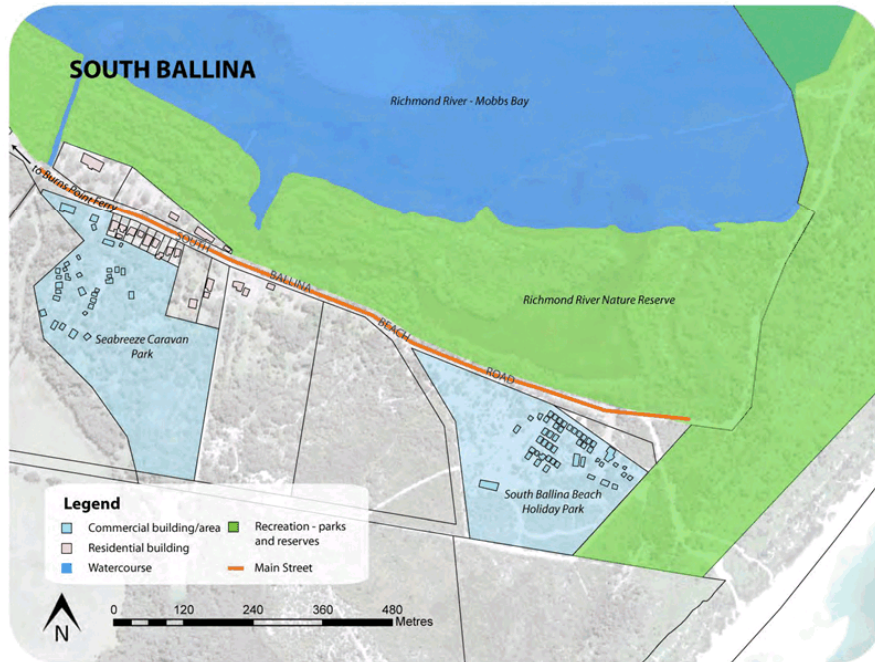 SOUTH BALLINA
Richmond River - Mobbs Bay
to Burns Point Ferry
SOUTH
BALLINA
BEACH
ROAD
Richmond River Nature Reserve
Seabreeze Caravan
Park
South Ballina Beach
Holiday Park
Legend
Commercial building/area
Residential building
Watercourse
Recreation - parks
and reserves
Main Street
N
0 120 240 360 480
Metres